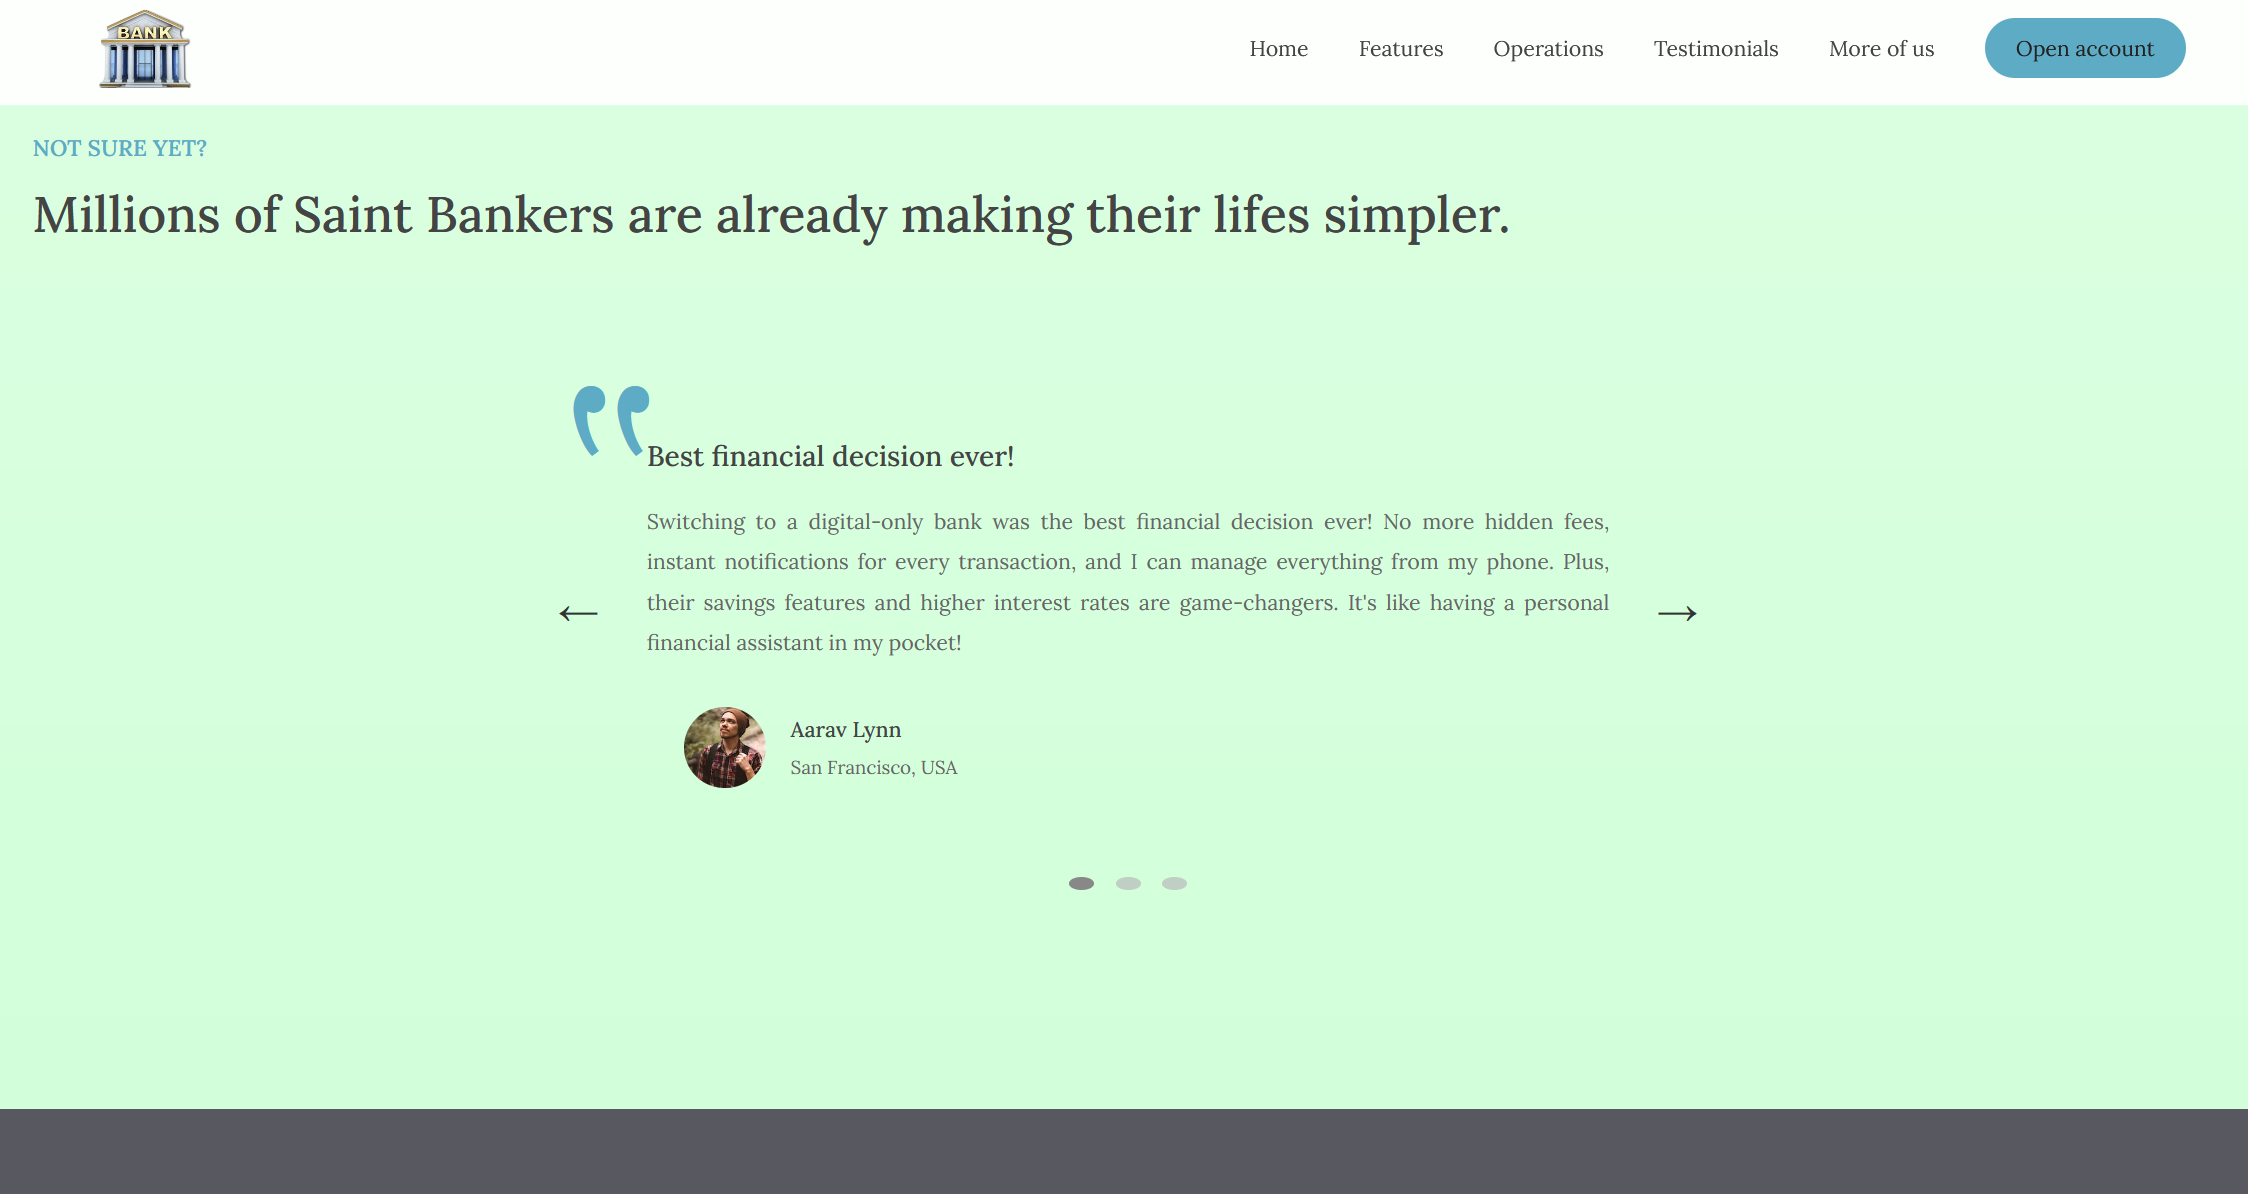 BANK
Home Features Operations Testimonials More of us Open account
NOT SURE YET?
Millions of Saint Bankers are already making their lifes simpler.
Best financial decision ever!
Switching to a digital-only bank was the best financial decision ever! No more hidden fees,
instant notifications for every transaction, and I can manage everything from my phone. Plus,
their savings features and higher interest rates are game-changers. It's like having a personal
financial assistant in my pocket!
Aarav Lynn
San Francisco, USA